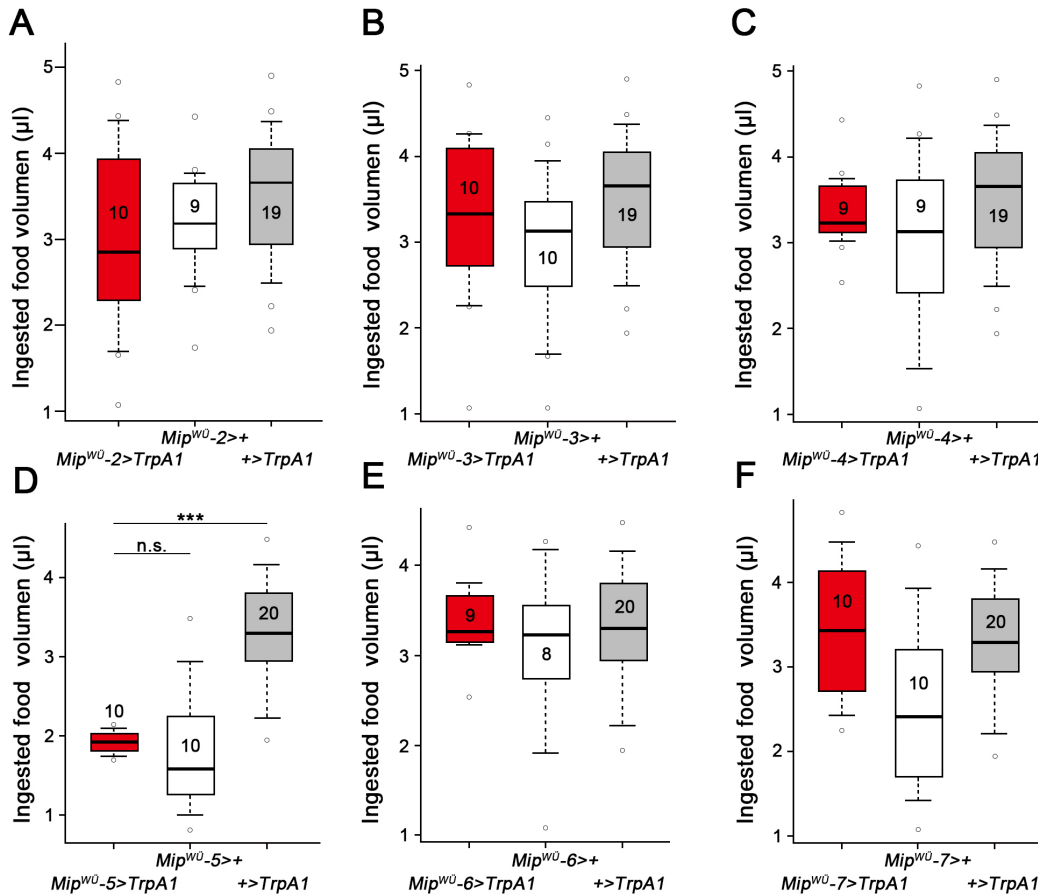 A
Ingested food volumen (µl)
5
4
3
2
1
10
9
19
Mip^WÜ-2>+
Mip^WÜ-2>TrpA1
+>TrpA1
B
Ingested food volumen (µl)
5
4
3
2
1
10
10
19
Mip^WÜ-3>+
Mip^WÜ-3>TrpA1
+>TrpA1
C
Ingested food volumen (µl)
5
4
3
2
1
9
9
19
Mip^WÜ-4>+
Mip^WÜ-4>TrpA1
+>TrpA1
D
Ingested food volumen (µl)
4
3
2
1
***
n.s.
10
10
20
Mip^WÜ-5>+
Mip^WÜ-5>TrpA1
+>TrpA1
E
Ingested food volumen (µl)
4
3
2
1
9
8
20
Mip^WÜ-6>+
Mip^WÜ-6>TrpA1
+>TrpA1
F
Ingested food volumen (µl)
4
3
2
1
10
10
20
Mip^WÜ-7>+
Mip^WÜ-7>TrpA1
+>TrpA1